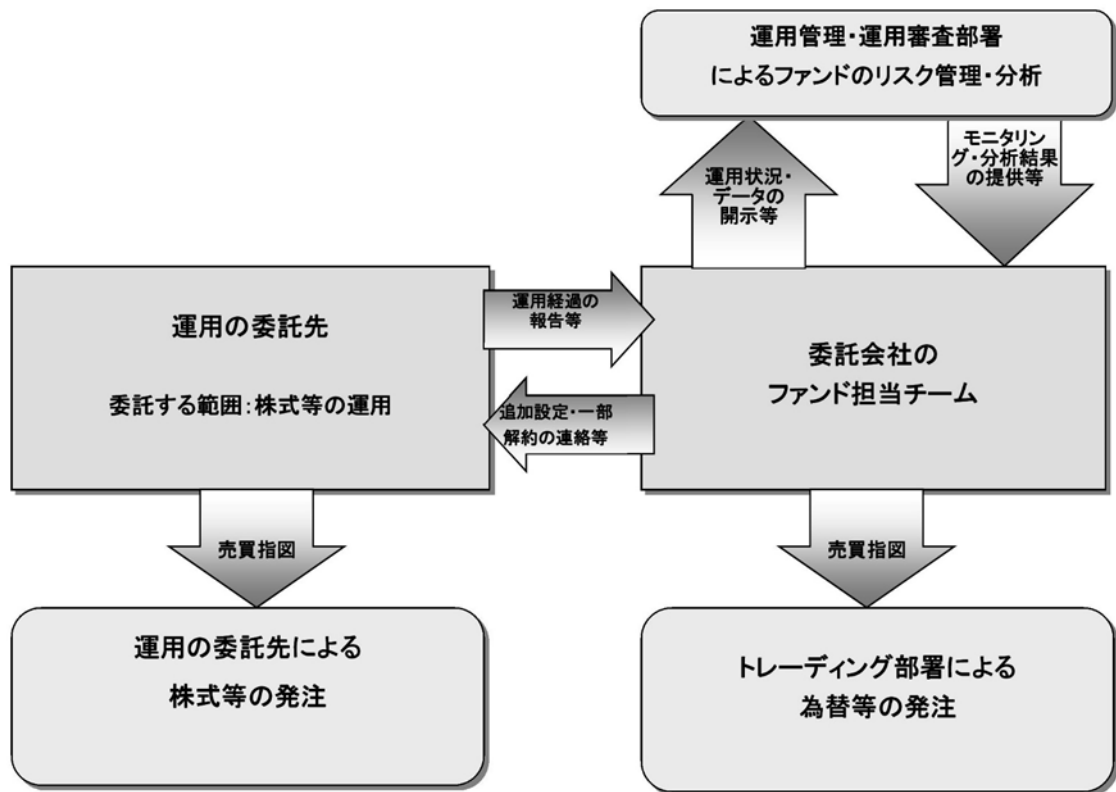 運用管理・運用審査部署
によるファンドのリスク管理・分析
運用状況・
データの
開示等
モニタリン
グ・分析結果
の提供等
運用の委託先
委託する範囲：株式等の運用
運用経過の
報告等
追加設定・一部
解約の連絡等
委託会社の
ファンド担当チーム
売買指図
売買指図
運用の委託先による
株式等の発注
トレーディング部署による
為替等の発注